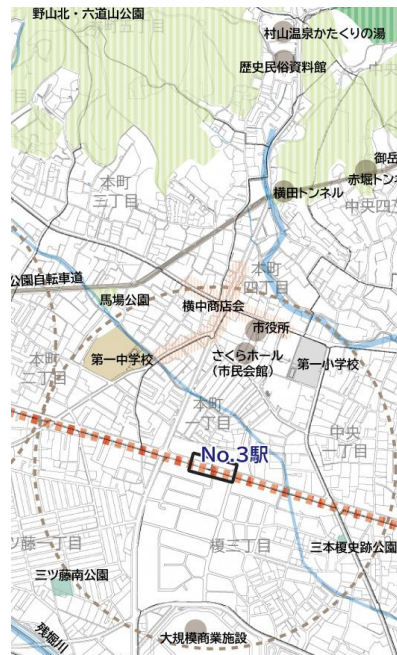 野山北・六道山公園
村山温泉かたくりの湯
歴史民俗資料館
中央
御岳
赤堀トン
横田トンネル
本町
三丁目
中央四
公園自転車道
馬場公園
本町
四丁目
横中商店会
市役所
さくらホール
(市民会館)
第一中学校
第一小学校
本町
二丁目
本町
一丁目
中央
一丁目
No.3駅
榎三丁目
三本榎史跡公園
ツ藤一丁目
三ツ藤南公園
残堀川
大規模商業施設